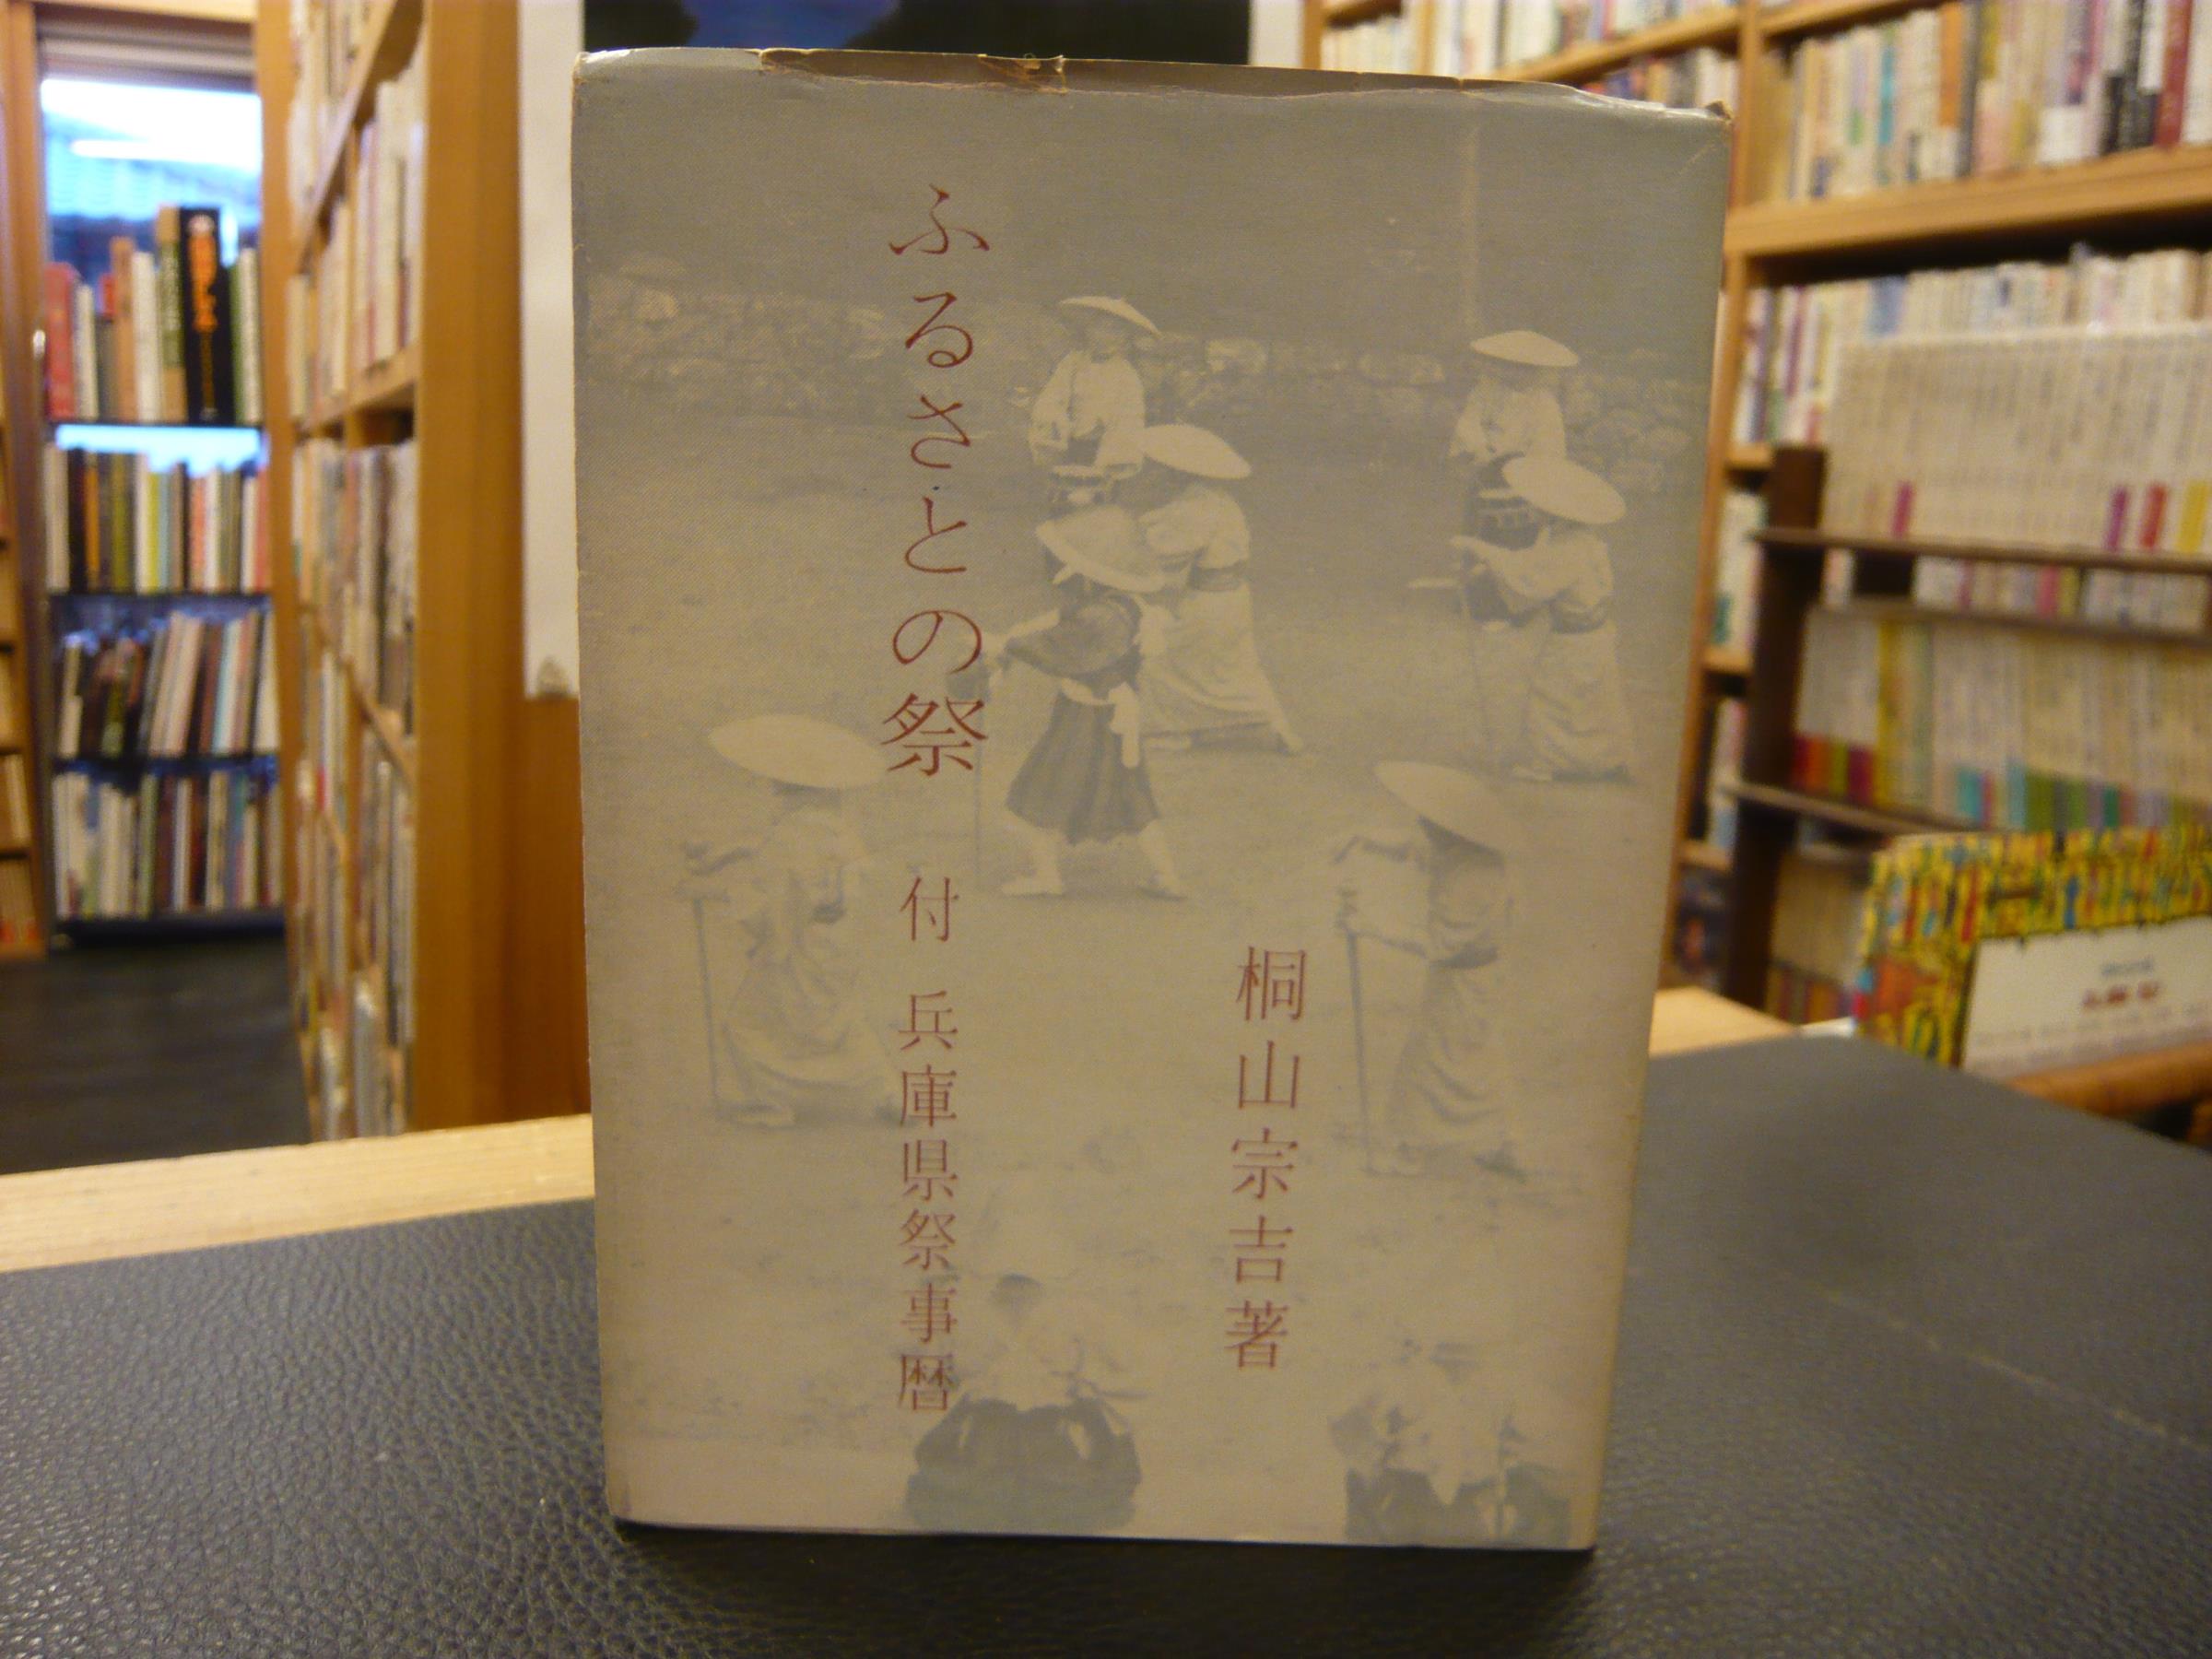 桐山宗吉著
ふるさとの祭 付 兵庫県祭事暦